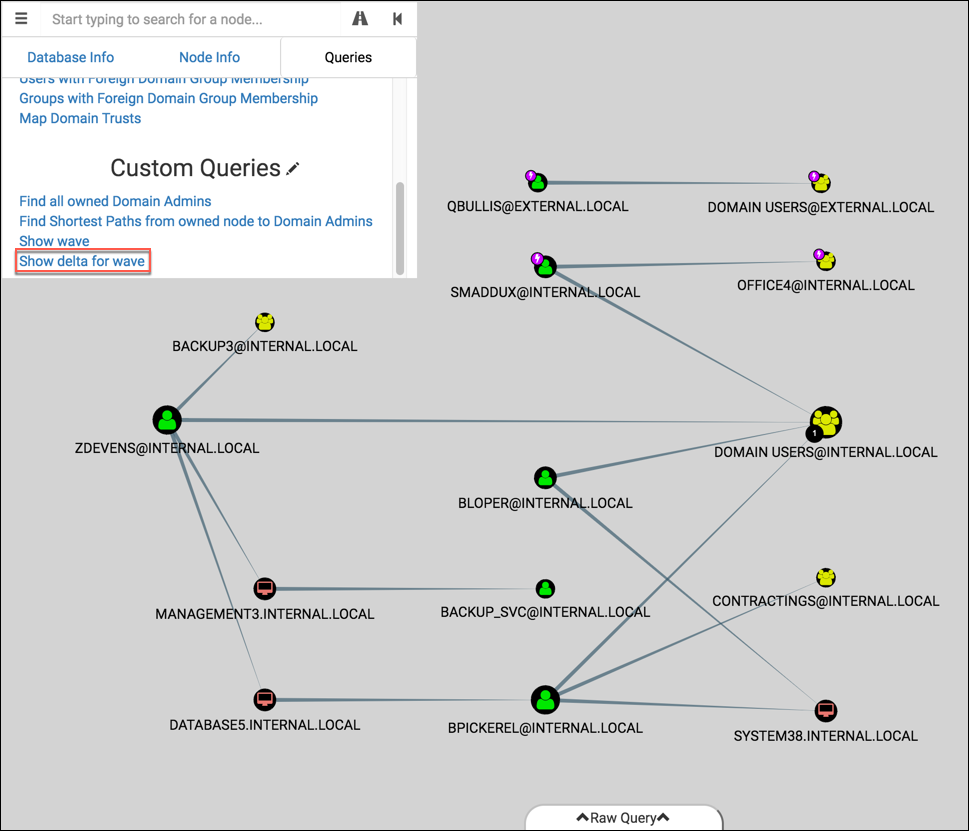 Start typing to search for a node...
Database Info
Node Info
Queries
Users with Foreign Domain Group Membership
Groups with Foreign Domain Group Membership
Map Domain Trusts
Custom Queries
Find all owned Domain Admins
Find Shortest Paths from owned node to Domain Admins
Show wave
Show delta for wave
QBULLIS@EXTERNAL.LOCAL
DOMAIN USERS@EXTERNAL.LOCAL
SMADDUX@INTERNAL.LOCAL
OFFICE4@INTERNAL.LOCAL
BACKUP3@INTERNAL.LOCAL
ZDEVENS@INTERNAL.LOCAL
1
DOMAIN USERS@INTERNAL.LOCAL
BLOPER@INTERNAL.LOCAL
MANAGEMENT3.INTERNAL.LOCAL
BACKUP_SVC@INTERNAL.LOCAL
CONTRACTINGS@INTERNAL.LOCAL
DATABASE5.INTERNAL.LOCAL
BPICKEREL@INTERNAL.LOCAL
SYSTEM38.INTERNAL.LOCAL
Raw Query